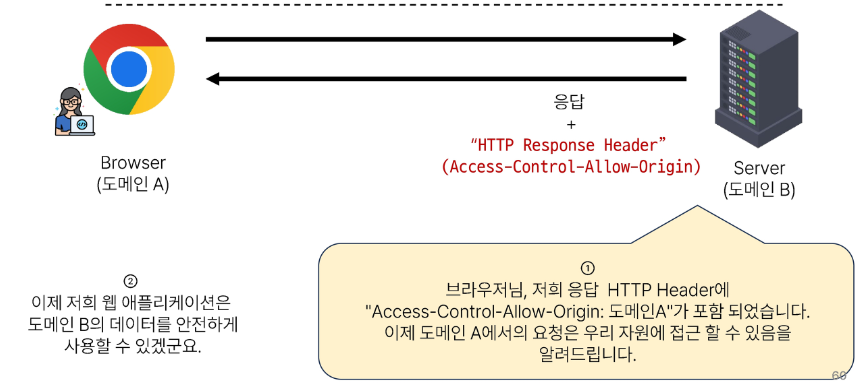 응답
+
“HTTP Response Header”
(Access-Control-Allow-Origin)
Browser
(도메인 A)
Server
(도메인 B)
①
브라우저님, 저희 응답 HTTP Header에
"Access-Control-Allow-Origin: 도메인A"가 포함 되었습니다.
이제 도메인 A에서의 요청은 우리 자원에 접근 할 수 있음을
알려드립니다.
②
이제 저희 웹 애플리케이션은
도메인 B의 데이터를 안전하게
사용할 수 있겠군요.
60